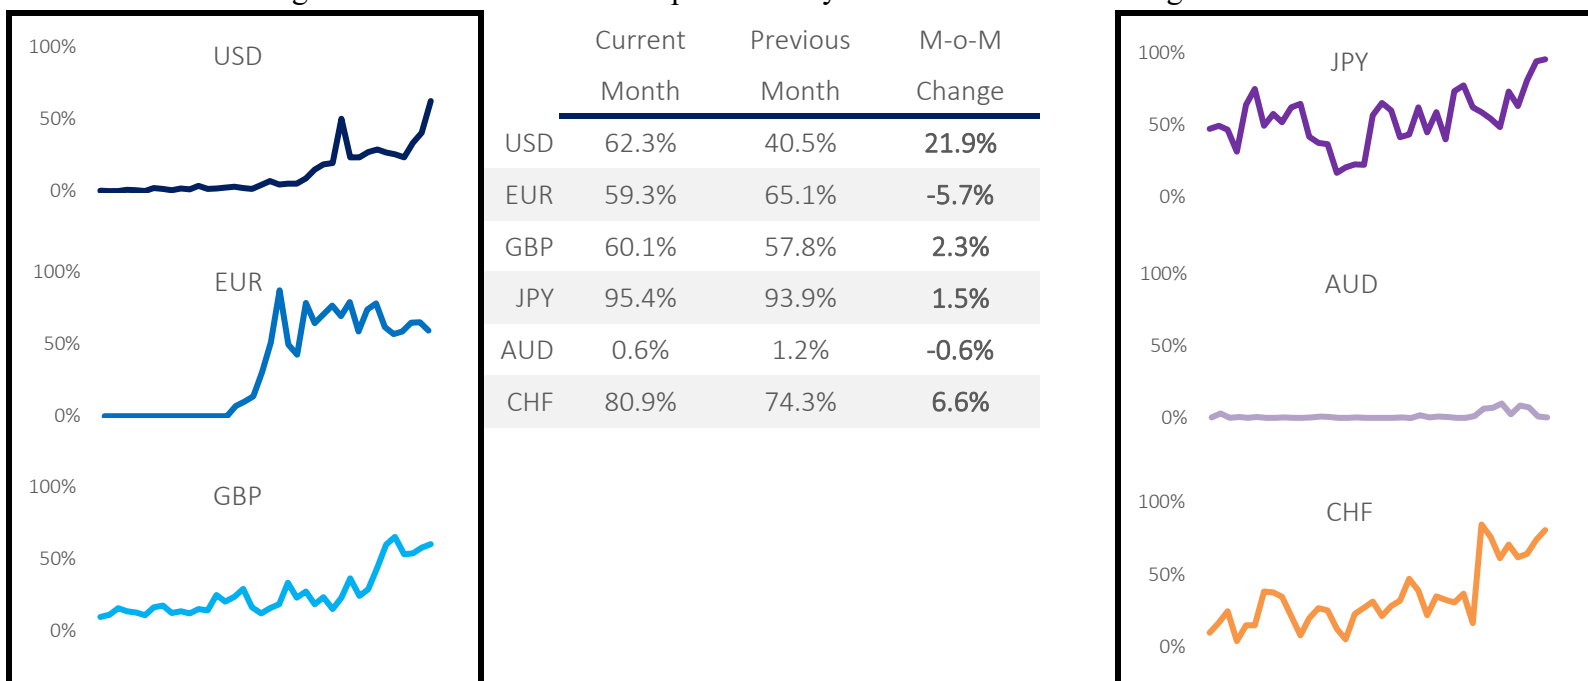 100%
USD
50%
0%
100%
EUR
50%
0%
100%
GBP
50%
0%
Current Previous M-o-M
Month Month Change
USD 62.3% 40.5% 21.9%
EUR 59.3% 65.1% -5.7%
GBP 60.1% 57.8% 2.3%
JPY 95.4% 93.9% 1.5%
AUD 0.6% 1.2% -0.6%
CHF 80.9% 74.3% 6.6%
100%
JPY
50%
0%
100%
AUD
50%
0%
100%
CHF
50%
0%